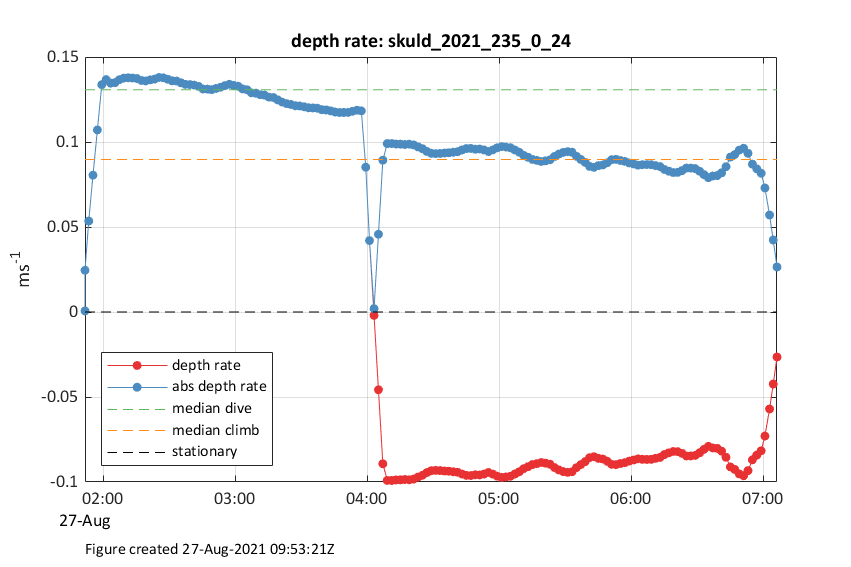 depth rate: skuld_2021_235_0_24
0.15
0.1
0.05
0
-0.05
-0.1
ms-1
depth rate
abs depth rate
median dive
median climb
stationary
02:00 03:00 04:00 05:00 06:00 07:00
27-Aug
Figure created 27-Aug-2021 09:53:21Z